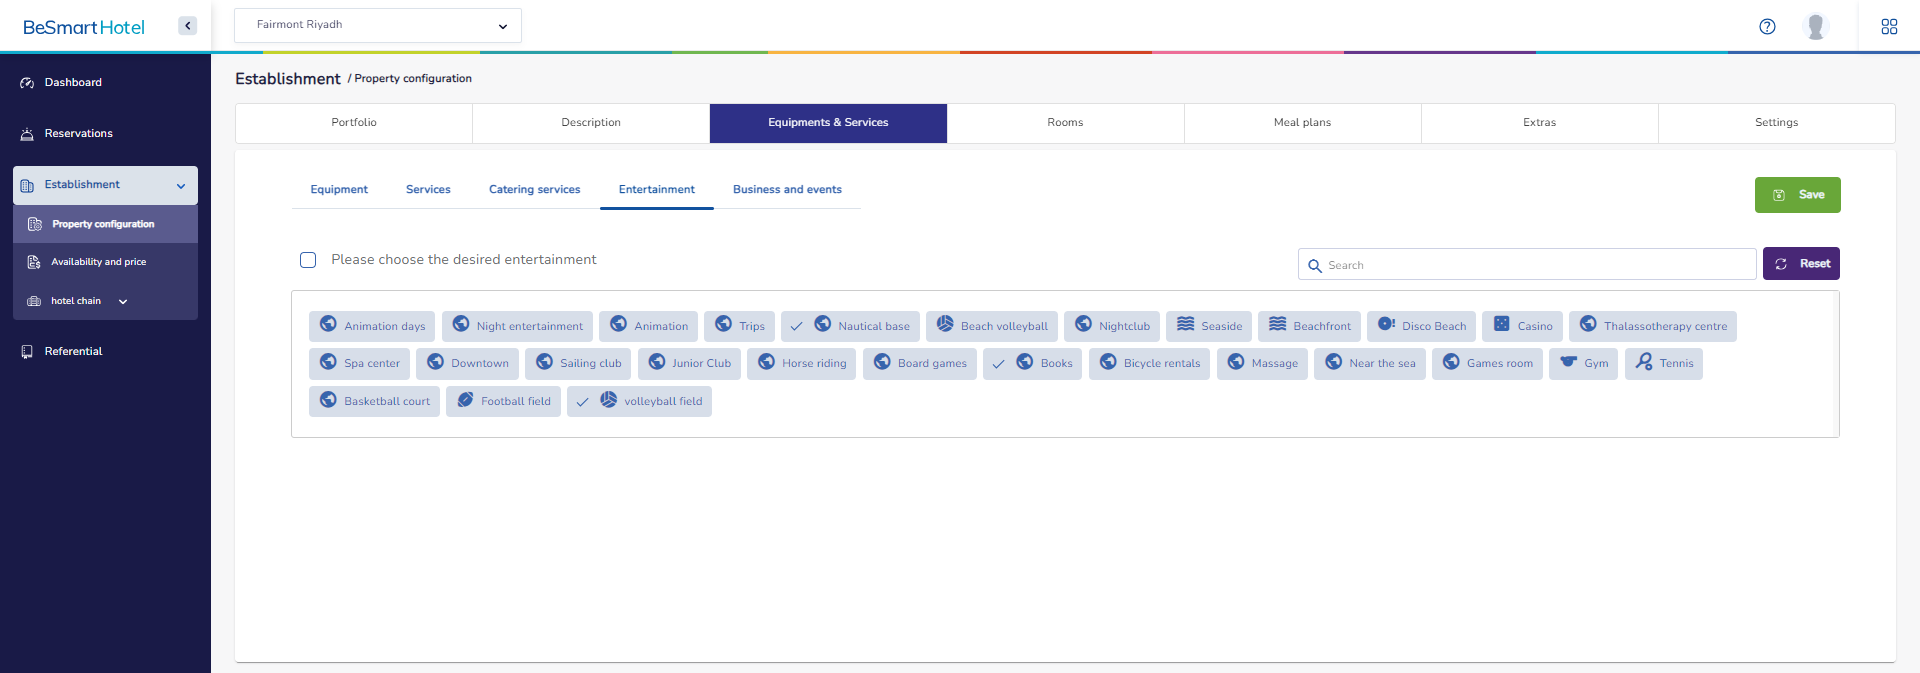 BeSmart Hotel
Fairmont Riyadh
Dashboard
Reservations
Establishment
Property configuration
Availability and price
hotel chain
Referential
Establishment / Property configuration
Portfolio
Description
Equipments & Services
Rooms
Meal plans
Extras
Settings
Equipment
Services
Catering services
Entertainment
Business and events
Save
Please choose the desired entertainment
Search
Reset
Animation days
Night entertainment
Animation
Trips
Nautical base
Beach volleyball
Nightclub
Seaside
Beachfront
Disco Beach
Casino
Thalassotherapy centre
Spa center
Downtown
Sailing club
Junior Club
Horse riding
Board games
Books
Bicycle rentals
Massage
Near the sea
Games room
Gym
Tennis
Basketball court
Football field
volleyball field